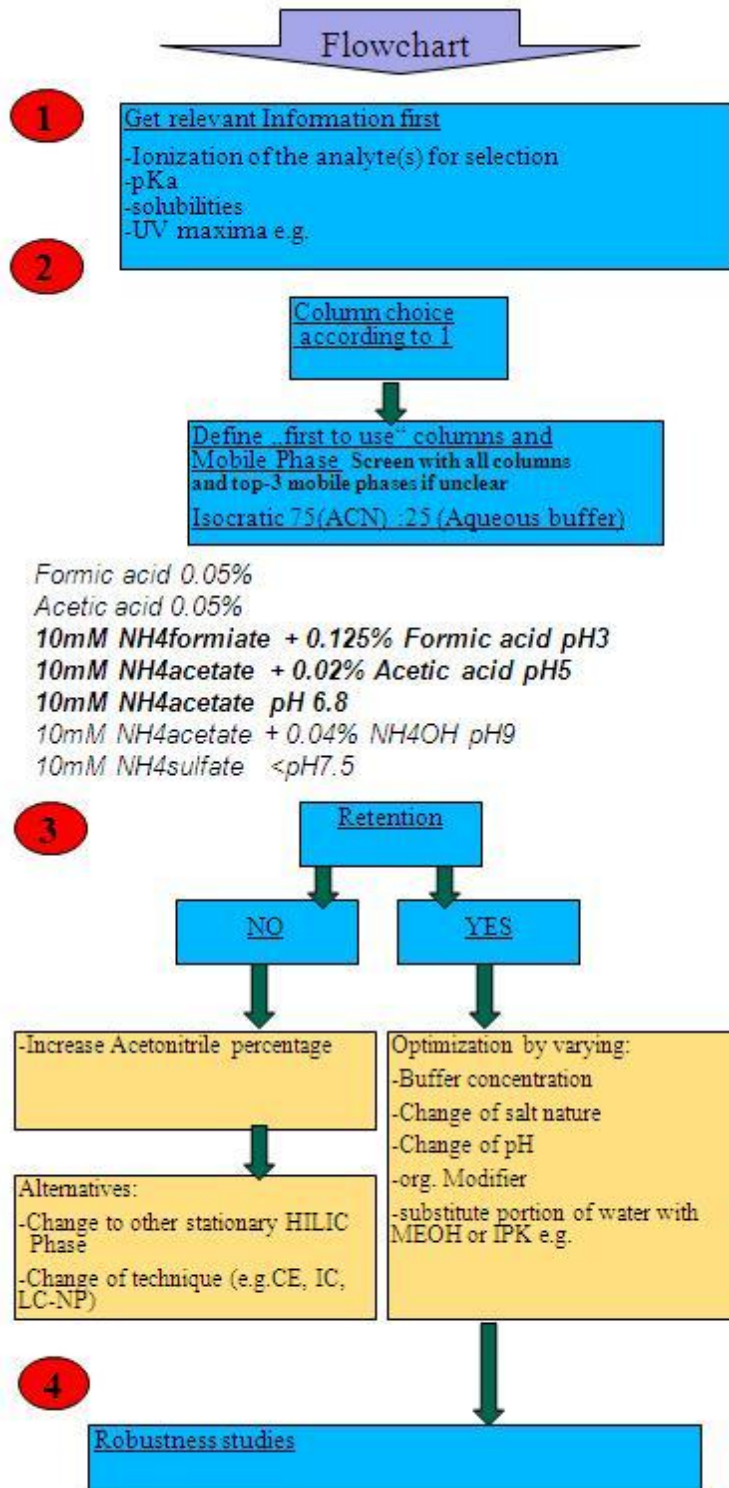 Flowchart
1
Get relevant Information first
-Ionization of the analyte(s) for selection
-pKa
-solubilities
-UV maxima e.g.
2
Column choice
according to 1
Define „first to use“ columns and
Mobile Phase Screen with all columns
and top-3 mobile phases if unclear
Isocratic 75(ACN) :25 (Aqueous buffer)
Formic acid 0.05%
Acetic acid 0.05%
10mM NH4formiate + 0.125% Formic acid pH3
10mM NH4acetate + 0.02% Acetic acid pH5
10mM NH4acetate pH 6.8
10mM NH4acetate + 0.04% NH4OH pH9
10mM NH4sulfate <pH7.5
3
Retention
NO
YES
-Increase Acetonitrile percentage
Alternatives:
-Change to other stationary HILIC
Phase
-Change of technique (e.g.CE, IC,
LC-NP)
Optimization by varying:
-Buffer concentration
-Change of salt nature
-Change of pH
-org. Modifier
-substitute portion of water with
MEOH or IPK e.g.
4
Robustness studies